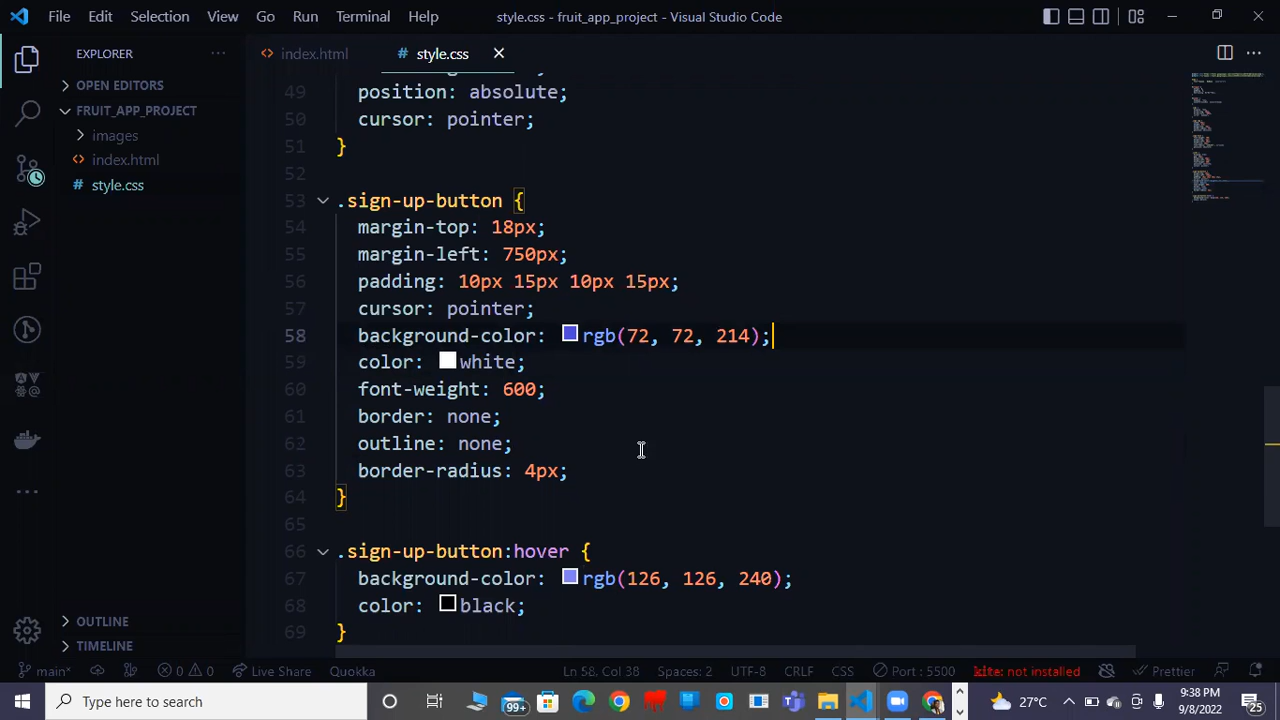 File Edit Selection View Go Run Terminal Help style.css - fruit_app_project - Visual Studio Code
EXPLORER
index.html
# style.css
OPEN EDITORS
FRUIT_APP_PROJECT
images
index.html
# style.css
49
position: absolute;
50 cursor: pointer;
51 }
52
53 .sign-up-button {
54 margin-top: 18px;
55 margin-left: 750px;
56 padding: 10px 15px 10px 15px;
57 cursor: pointer;
58 background-color: rgb(72, 72, 214);
59 color: white;
60 font-weight: 600;
61 border: none;
62 outline: none;
63 border-radius: 4px;
64 }
65
66 .sign-up-button:hover {
67 background-color: rgb(126, 126, 240);
68 color: black;
69 }
OUTLINE
TIMELINE
main* 0 0 Live Share Quokka Ln 58, Col 38 Spaces: 2 UTF-8 CRLF CSS Port : 5500 kite: not installed Prettier
Type here to search
99+
27°C
9:38 PM
9/8/2022
25